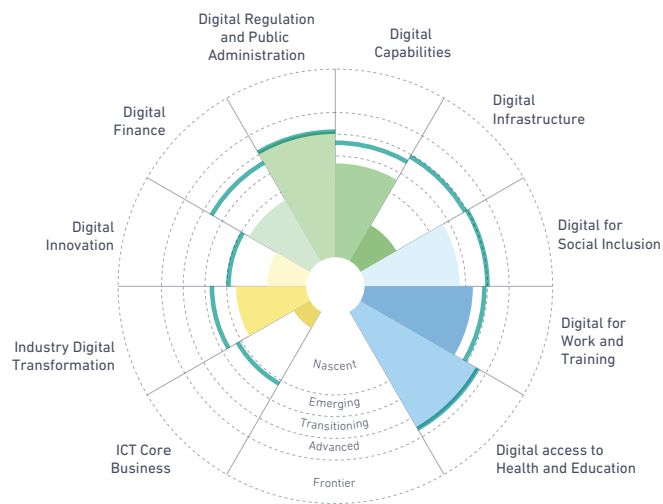 Digital Regulation
and Public
Administration
Digital
Capabilities
Digital
Infrastructure
Digital for
Social Inclusion
Digital for
Work and
Training
Digital access to
Health and Education
ICT Core
Business
Industry Digital
Transformation
Digital
Innovation
Digital
Finance
Nascent
Emerging
Transitioning
Advanced
Frontier